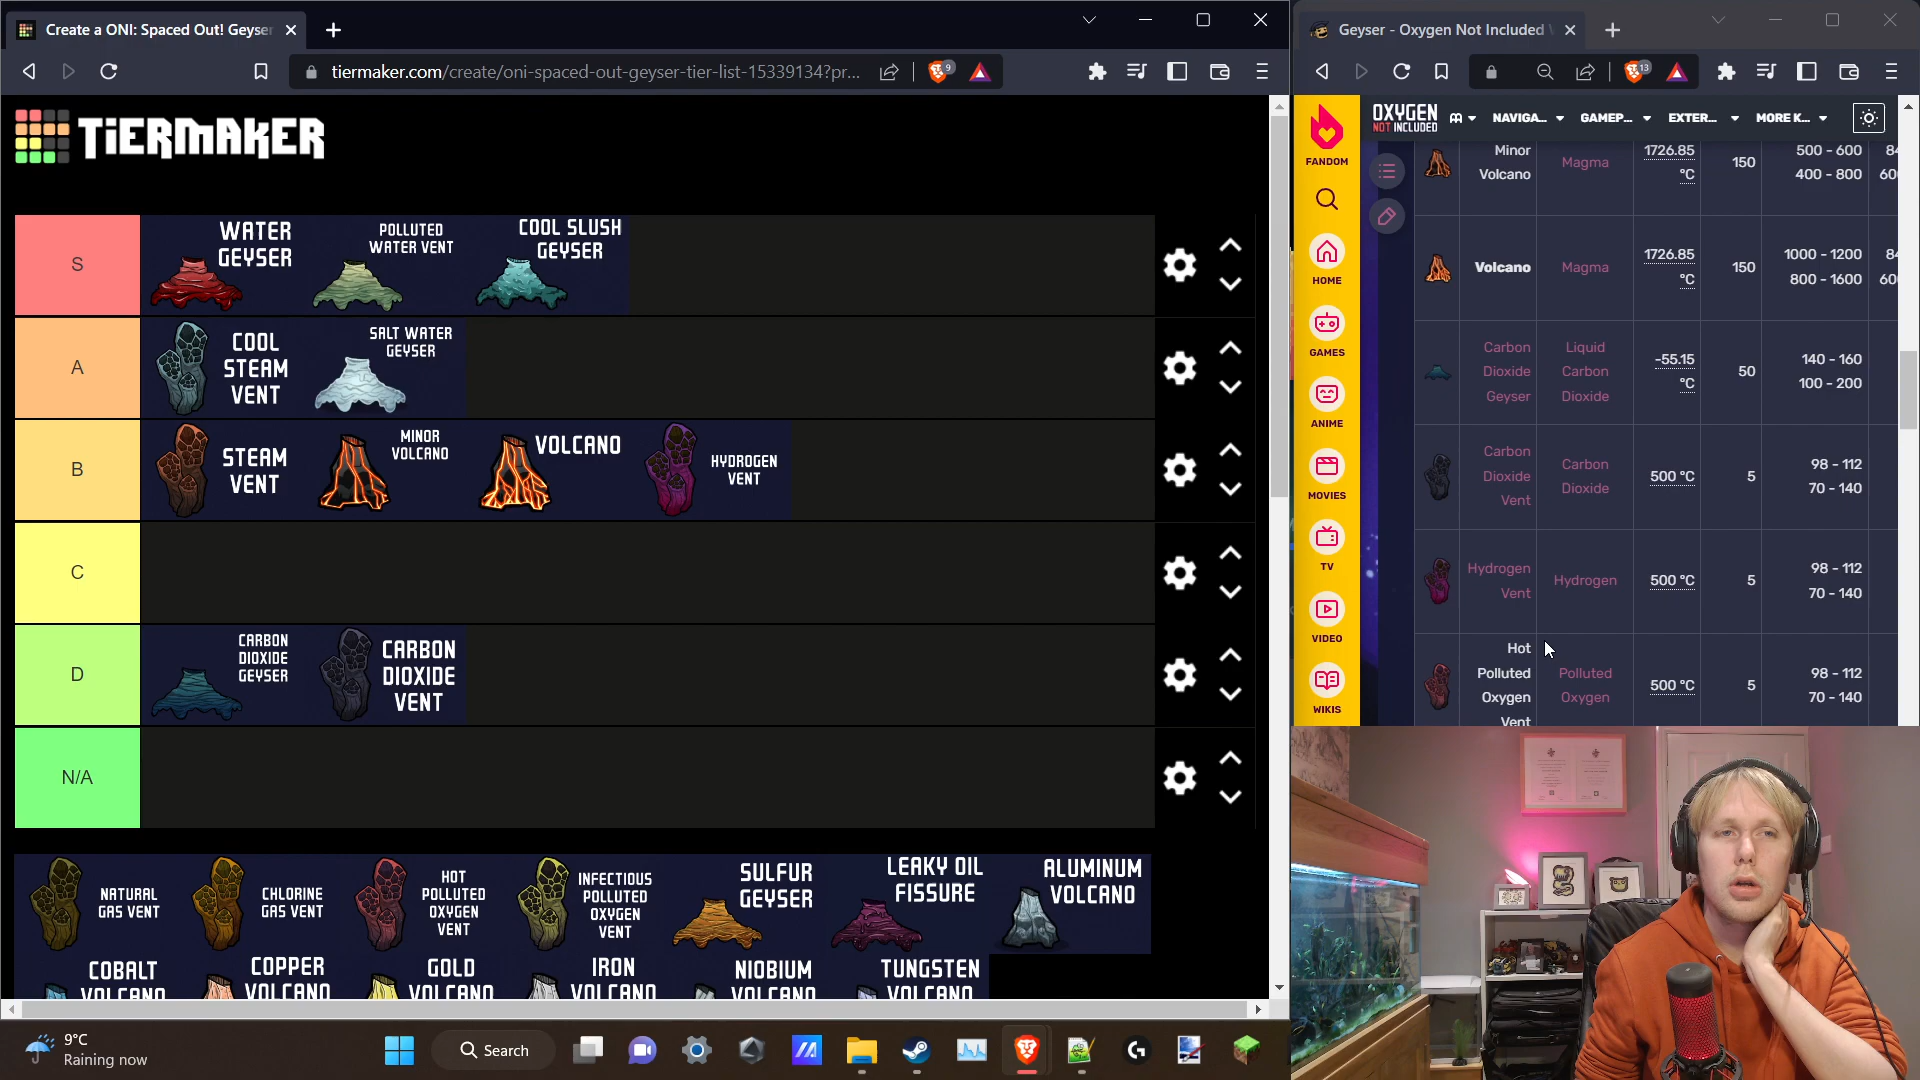 Create a ONI: Spaced Out! Geyser
tiermaker.com/create/oni-spaced-out-geyser-tier-list-15339134?pr...
9
TIERMAKER
S
WATER
GEYSER
POLLUTED
WATER VENT
COOL SLUSH
GEYSER
A
COOL
STEAM
VENT
SALT WATER
GEYSER
B
STEAM
VENT
MINOR
VOLCANO
VOLCANO
HYDROGEN
VENT
C
D
CARBON
DIOXIDE
GEYSER
CARBON
DIOXIDE
VENT
N/A
NATURAL
GAS VENT
CHLORINE
GAS VENT
HOT
POLLUTED
OXYGEN
VENT
INFECTIOUS
POLLUTED
OXYGEN
VENT
SULFUR
GEYSER
LEAKY OIL
FISSURE
ALUMINUM
VOLCANO
COBALT
VOLCANO
COPPER
VOLCANO
GOLD
VOLCANO
IRON
VOLCANO
NIOBIUM
VOLCANO
TUNGSTEN
VOLCANO
9°C
Raining now
Search
Geyser - Oxygen Not Included
13
FANDOM
HOME
GAMES
ANIME
MOVIES
TV
VIDEO
WIKIS
OXYGEN
NOT INCLUDED
NAVIGA...
GAMEP...
EXTER...
MORE K...
Minor
Volcano
Magma
1726.85
°C
150
500 - 600
400 - 800
Volcano
Magma
1726.85
°C
150
1000 - 1200
800 - 1600
Carbon
Dioxide
Geyser
Liquid
Carbon
Dioxide
-55.15
°C
50
140 - 160
100 - 200
Carbon
Dioxide
Vent
Carbon
Dioxide
500 °C
5
98 - 112
70 - 140
Hydrogen
Vent
Hydrogen
500 °C
5
98 - 112
70 - 140
Hot
Polluted
Oxygen
Vent
Polluted
Oxygen
500 °C
5
98 - 112
70 - 140